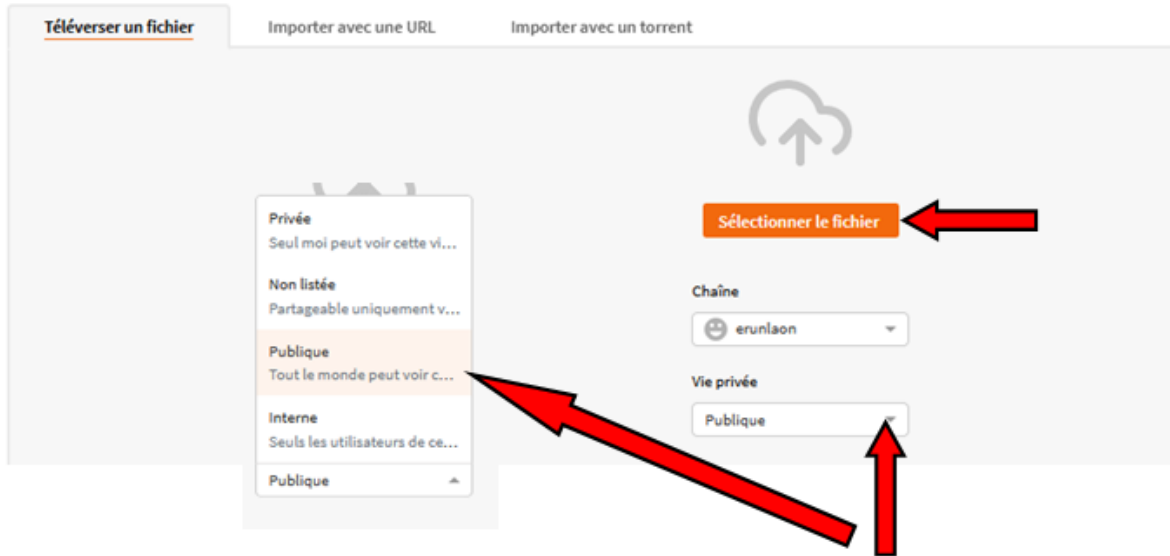 Téléverser un fichier
Importer avec une URL
Importer avec un torrent
Privée
Seul moi peut voir cette vi...
Non listée
Partageable uniquement v...
Publique
Tout le monde peut voir c...
Interne
Seuls les utilisateurs de ce...
Publique
Sélectionner le fichier
Chaîne
erunlaon
Vie privée
Publique